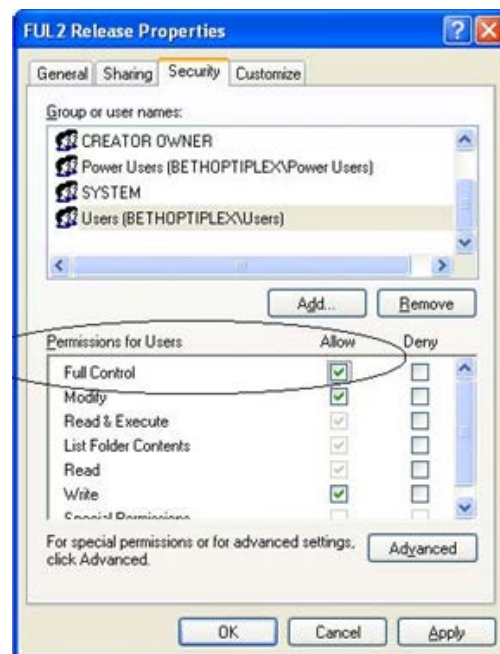 FUL2 Release Properties
General Sharing Security Customize
Group or user names:
CREATOR OWNER
Power Users (BETHOPTIPLEX\Power Users)
SYSTEM
Users (BETHOPTIPLEX\Users)
Add... Remove
Permissions for Users Allow Deny
Full Control
Modify
Read & Execute
List Folder Contents
Read
Write
Special Permissions
For special permissions or for advanced settings, Advanced
click Advanced.
OK Cancel Apply